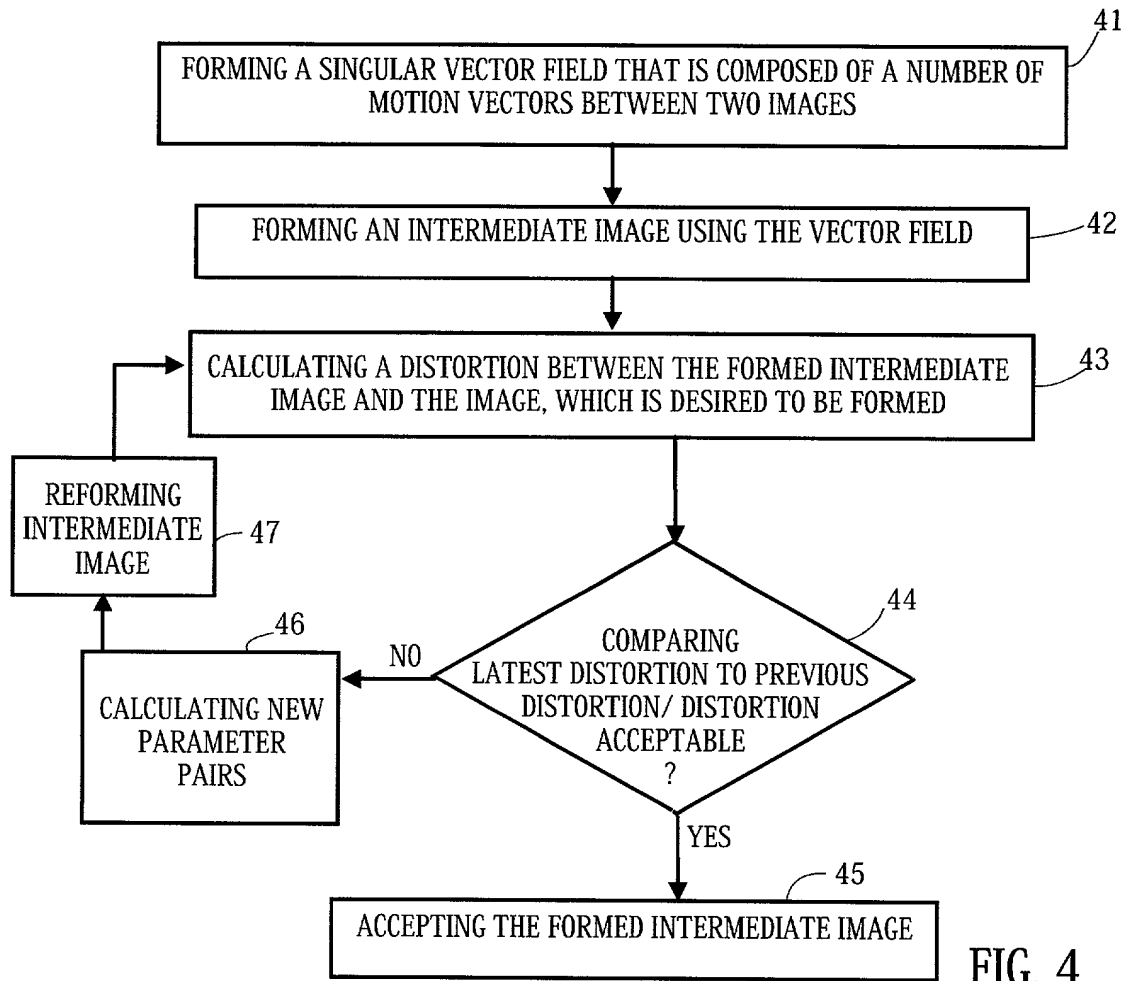 41
FORMING A SINGULAR VECTOR FIELD THAT IS COMPOSED OF A NUMBER OF
MOTION VECTORS BETWEEN TWO IMAGES
FORMING AN INTERMEDIATE IMAGE USING THE VECTOR FIELD
42
CALCULATING A DISTORTION BETWEEN THE FORMED INTERMEDIATE
IMAGE AND THE IMAGE, WHICH IS DESIRED TO BE FORMED
43
REFORMING
INTERMEDIATE
IMAGE
47
44
COMPARING
LATEST DISTORTION TO PREVIOUS
DISTORTION/ DISTORTION
ACCEPTABLE
?
NO
46
CALCULATING NEW
PARAMETER
PAIRS
YES
45
ACCEPTING THE FORMED INTERMEDIATE IMAGE
FIG. 4